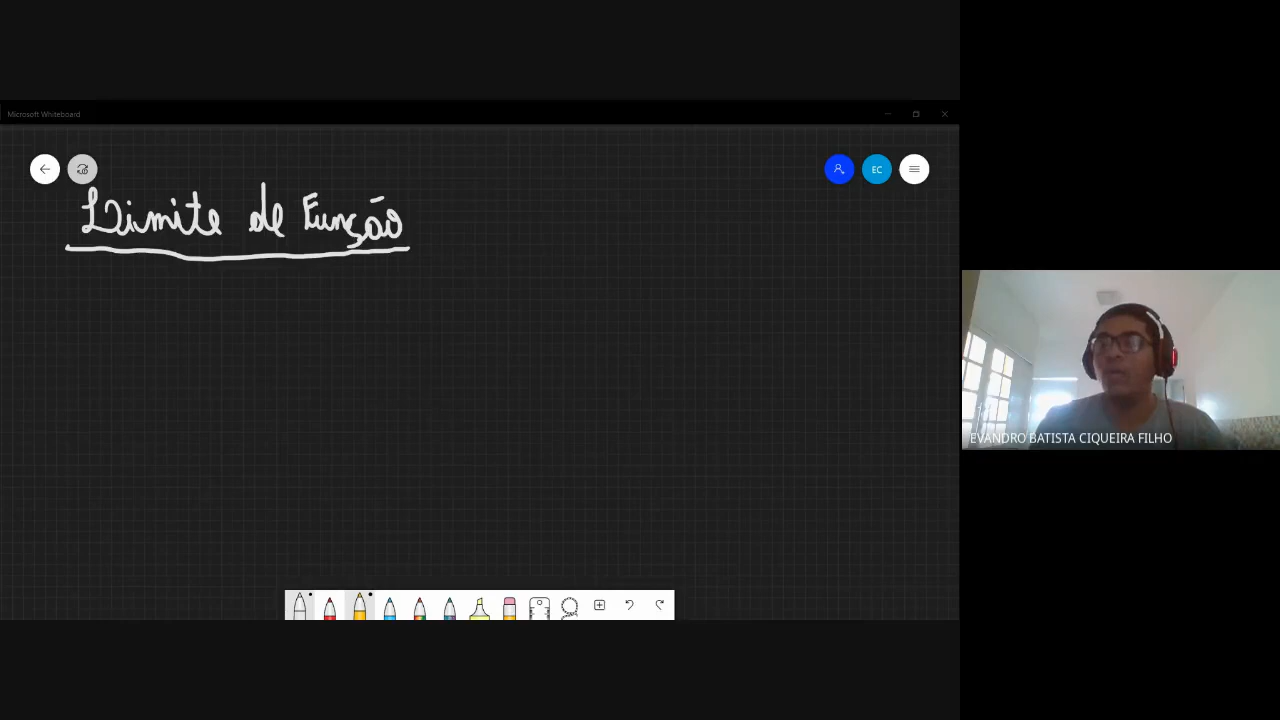 Microsoft Whiteboard
EC
Limite de Função
EVANDRO BATISTA CIQUEIRA FILHO